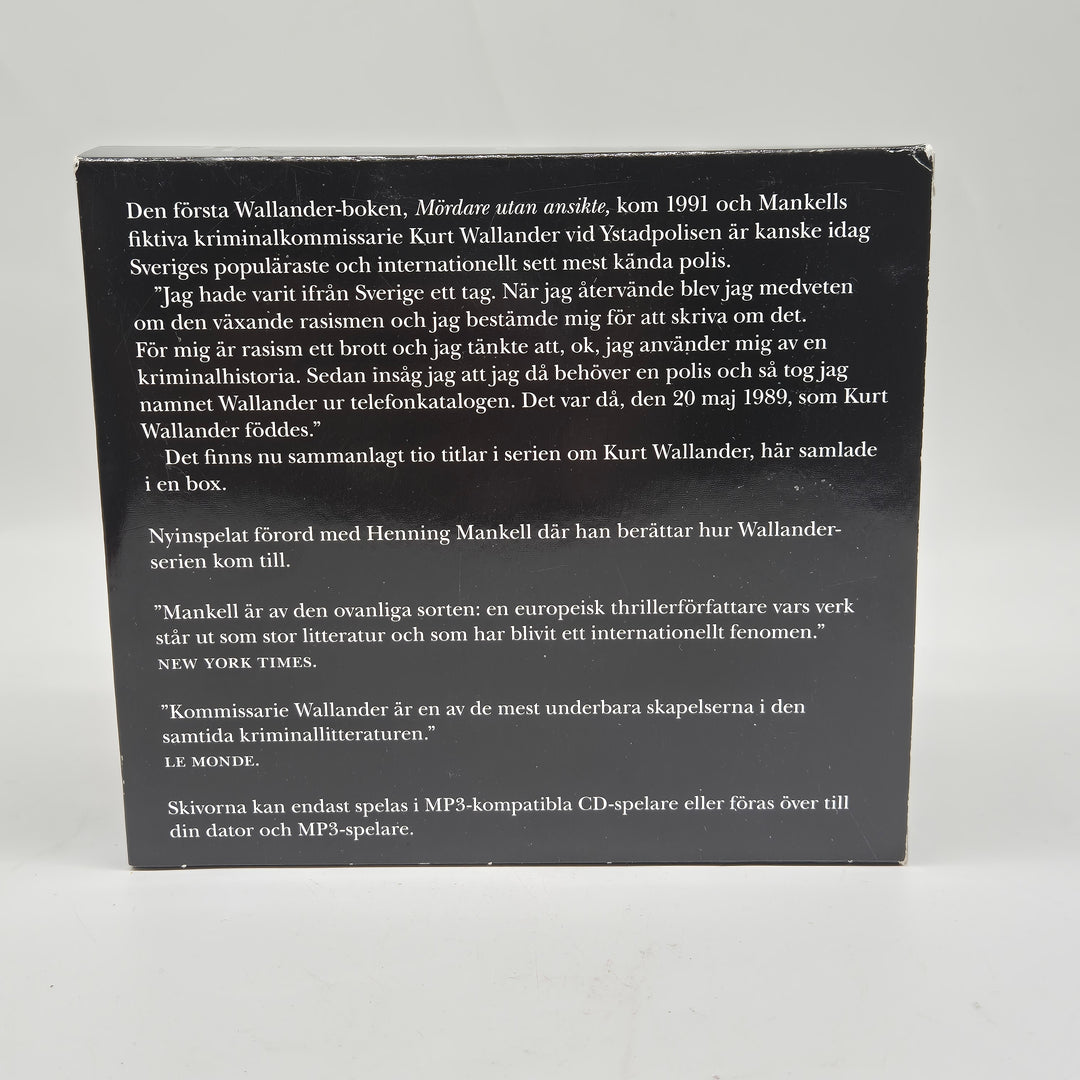 Den första Wallander-boken, Mördare utan ansikte, kom 1991 och Mankells
fiktiva kriminalkommissarie Kurt Wallander vid Ystadpolisen är kanske idag
Sveriges populäraste och internationellt sett mest kända polis.
”Jag hade varit ifrån Sverige ett tag. När jag återvände blev jag medveten
om den växande rasismen och jag bestämde mig för att skriva om det.
För mig är rasism ett brott och jag tänkte att, ok, jag använder mig av en
kriminalhistoria. Sedan insåg jag att jag då behöver en polis och så tog jag
namnet Wallander ur telefonkatalogen. Det var då, den 20 maj 1989, som Kurt
Wallander föddes.”
Det finns nu sammanlagt tio titlar i serien om Kurt Wallander, här samlade
i en box.
Nyinspelat förord med Henning Mankell där han berättar hur Wallander-
serien kom till.
”Mankell är av den ovanliga sorten: en europeisk thrillerförfattare vars verk
står ut som stor litteratur och som har blivit ett internationellt fenomen.”
NEW YORK TIMES.
”Kommissarie Wallander är en av de mest underbara skapelserna i den
samtida kriminallitteraturen.”
LE MONDE.
Skivorna kan endast spelas i MP3-kompatibla CD-spelare eller föras över till
din dator och MP3-spelare.